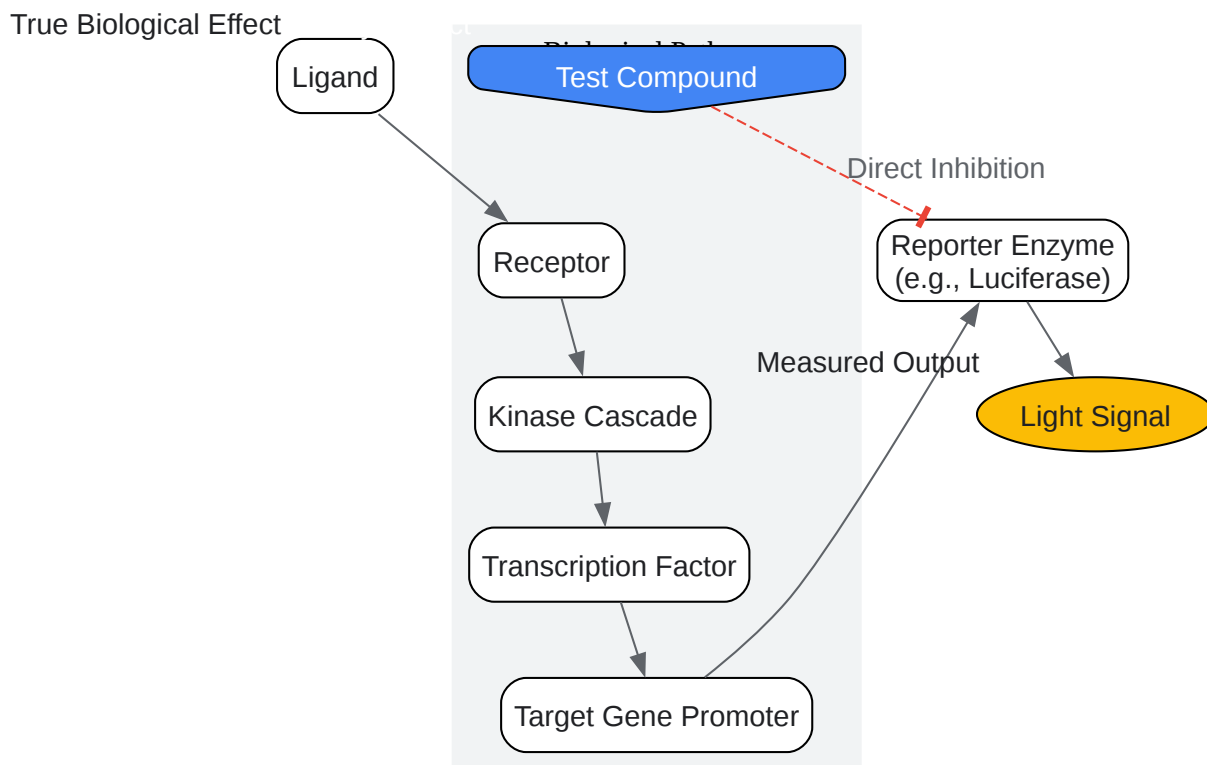 True Biological Effect
Ligand
Test Compound
Direct Inhibition
Reporter Enzyme
(e.g., Luciferase)
Receptor
Measured Output
Kinase Cascade
Light Signal
Transcription Factor
Target Gene Promoter